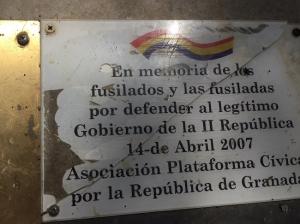 En memoria de los
fusilados y las fusiladas
por defender al legítimo
Gobierno de la II República
14-de Abril 2007
Asociación Plataforma Cívica
por la República de Granada